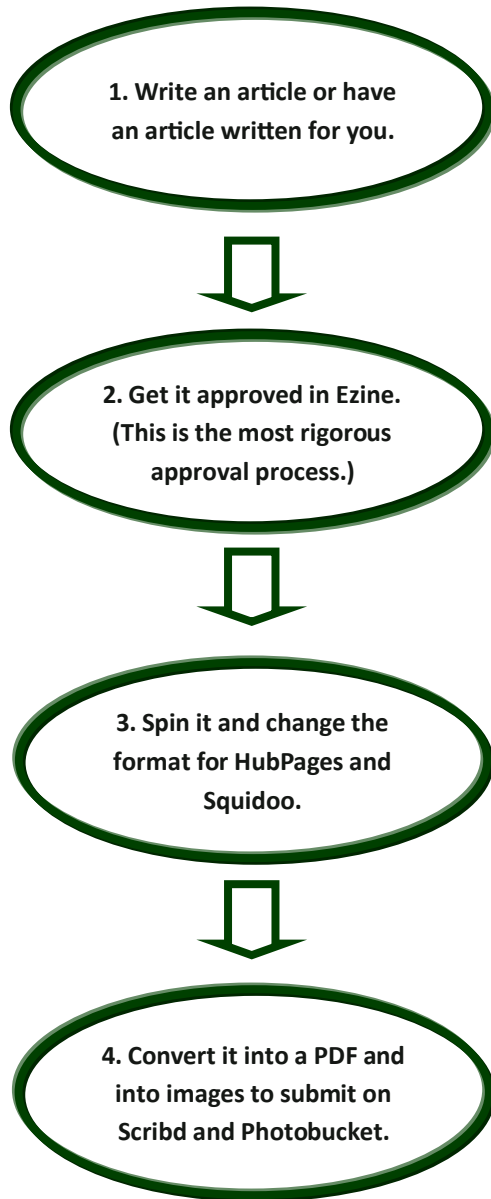 1. Write an article or have
an article written for you.
2. Get it approved in Ezine.
(This is the most rigorous
approval process.)
3. Spin it and change the
format for HubPages and
Squidoo.
4. Convert it into a PDF and
into images to submit on
Scribd and Photobucket.